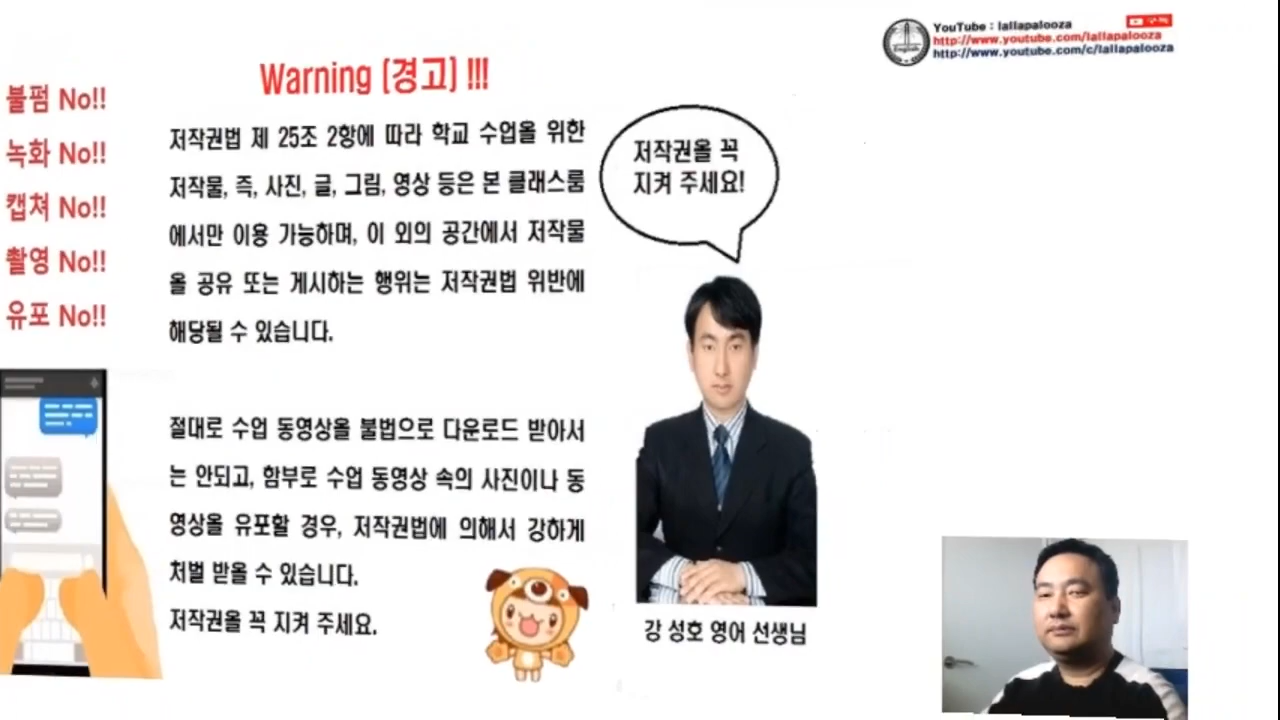 YouTube : lallapalooza
구독
http://www.youtube.com/lallapalooza
http://www.youtube.com/c/lallapalooza
English
Warning (경고) !!!
불펌 No!!
녹화 No!!
캡쳐 No!!
촬영 No!!
유포 No!!
저작권법 제 25조 2항에 따라 학교 수업을 위한
저작물, 즉, 사진, 글, 그림, 영상 등은 본 클래스룸
에서만 이용 가능하며, 이 외의 공간에서 저작물
을 공유 또는 게시하는 행위는 저작권법 위반에
해당될 수 있습니다.
절대로 수업 동영상을 불법으로 다운로드 받아서
는 안되고, 함부로 수업 동영상 속의 사진이나 동
영상을 유포할 경우, 저작권법에 의해서 강하게
처벌 받을 수 있습니다.
저작권을 꼭 지켜 주세요.
저작권을 꼭
지켜 주세요!
강 성호 영어 선생님